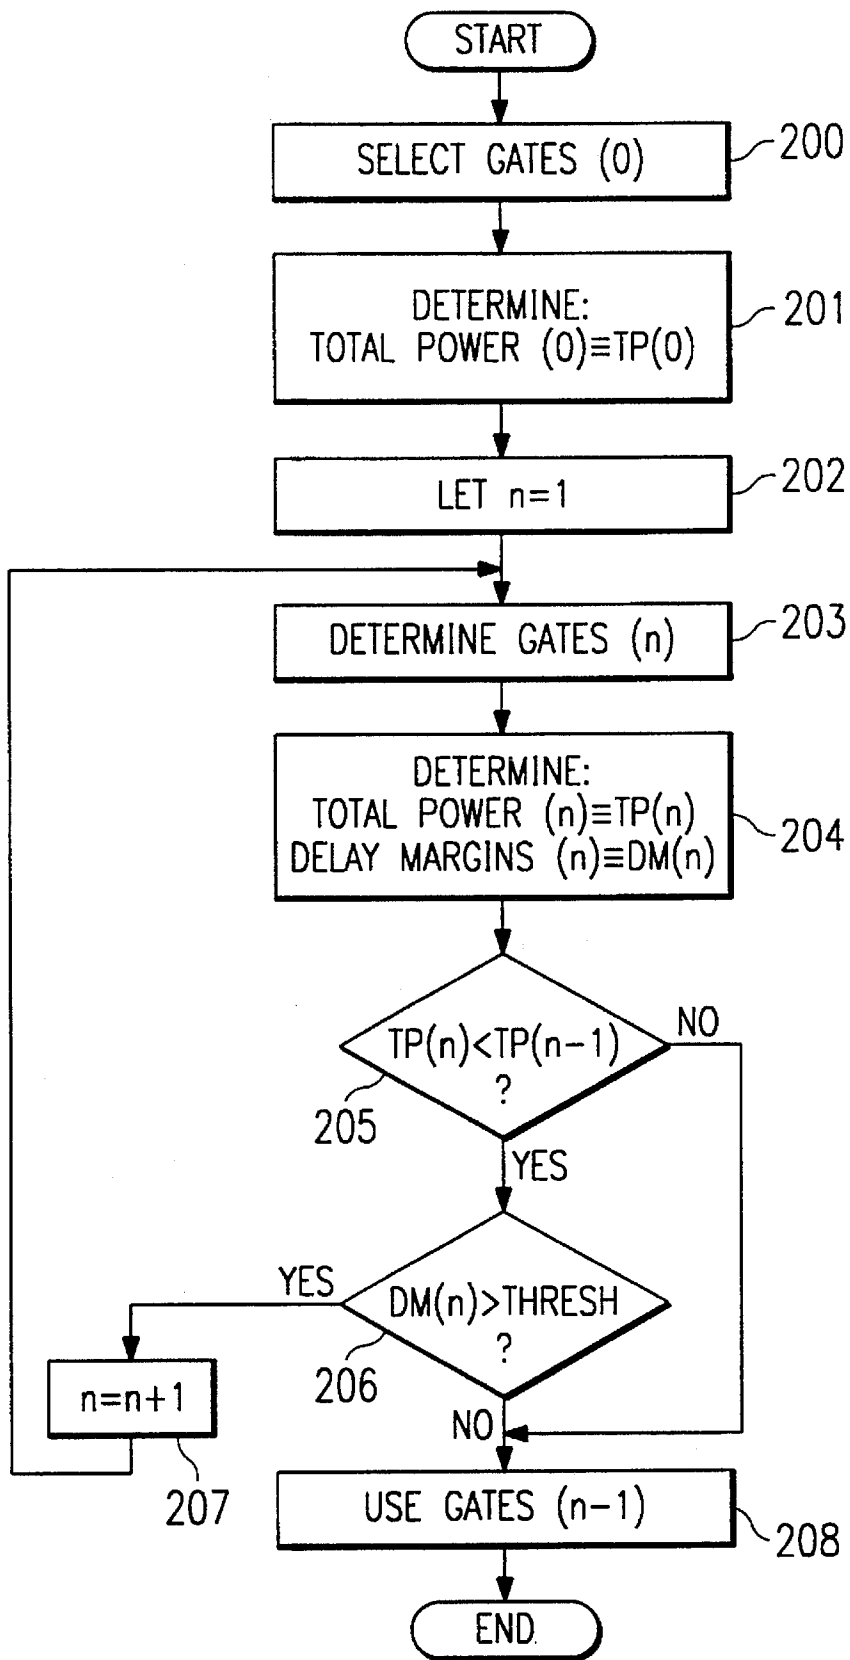 START
SELECT GATES (0)
200
DETERMINE:
TOTAL POWER (0)≡TP(0)
201
LET n=1
202
DETERMINE GATES (n)
203
DETERMINE:
TOTAL POWER (n)≡TP(n)
DELAY MARGINS (n)≡DM(n)
204
TP(n)<TP(n-1)
?
NO
205
YES
DM(n)>THRESH
?
YES
206
n=n+1
207
NO
USE GATES (n-1)
208
END